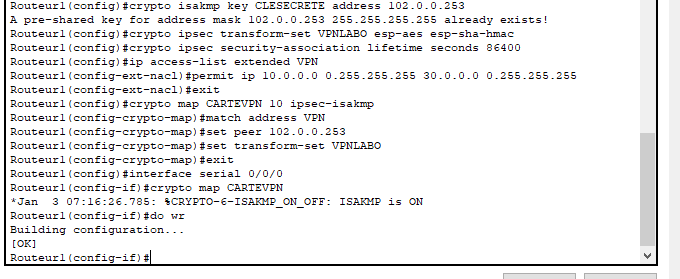 Routeur1(config)#crypto isakmp key CLESECRETE address 102.0.0.253
A pre-shared key for address mask 102.0.0.253 255.255.255.255 already exists!
Routeur1(config)#crypto ipsec transform-set VPNLABO esp-aes esp-sha-hmac
Routeur1(config)#crypto ipsec security-association lifetime seconds 86400
Routeur1(config)#ip access-list extended VPN
Routeur1(config-ext-nacl)#permit ip 10.0.0.0 0.255.255.255 30.0.0.0 0.255.255.255
Routeur1(config-ext-nacl)#exit
Routeur1(config)#crypto map CARTEVPN 10 ipsec-isakmp
Routeur1(config-crypto-map)#match address VPN
Routeur1(config-crypto-map)#set peer 102.0.0.253
Routeur1(config-crypto-map)#set transform-set VPNLABO
Routeur1(config-crypto-map)#exit
Routeur1(config)#interface serial 0/0/0
Routeur1(config-if)#crypto map CARTEVPN
*Jan  3 07:16:26.785: %CRYPTO-6-ISAKMP_ON_OFF: ISAKMP is ON
Routeur1(config-if)#do wr
Building configuration...
[OK]
Routeur1(config-if)#